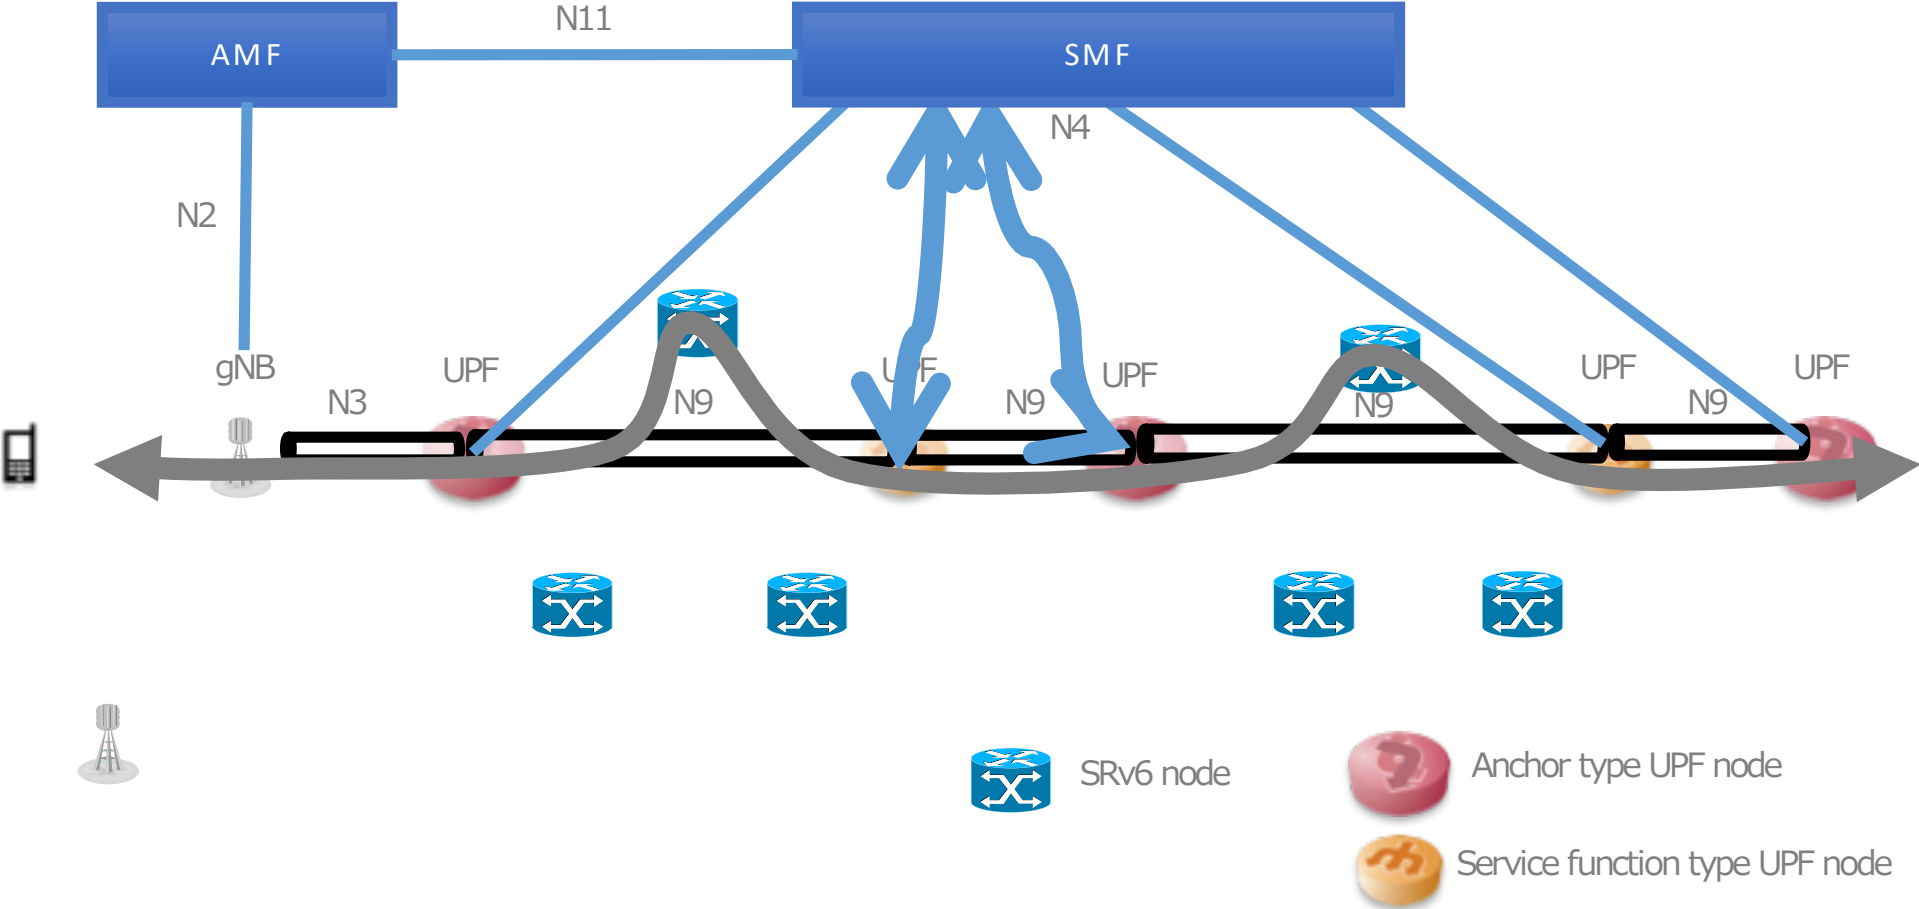 N11
AMF
SMF
N4
N2
gNB
UPF
UPF
UPF
UPF
UPF
N3
N9
N9
N9
N9
SRv6 node
Anchor type UPF node
Service function type UPF node